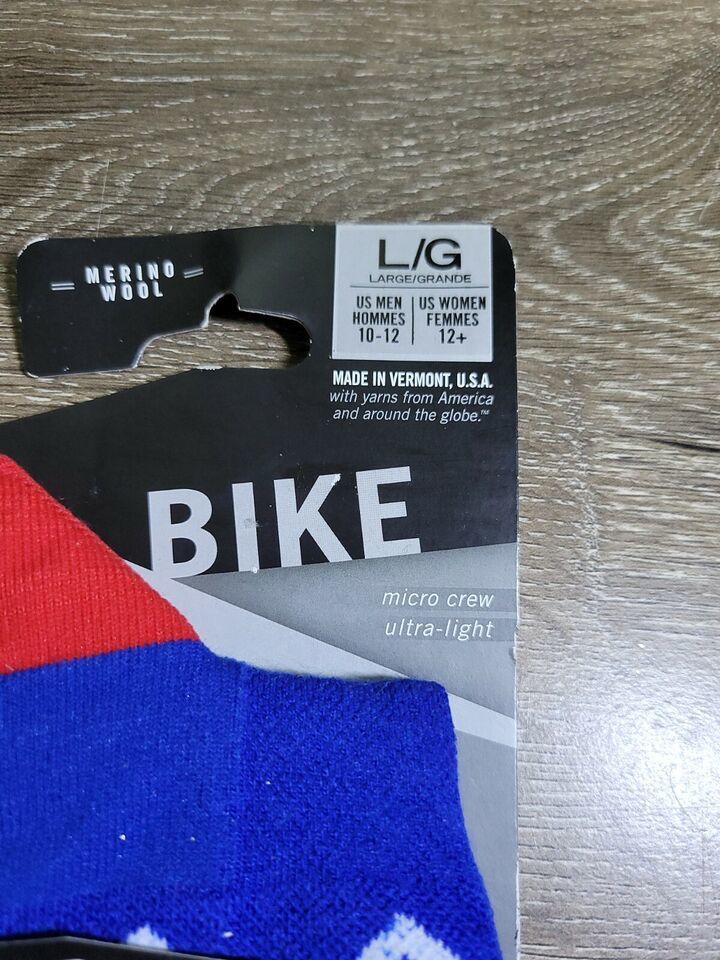 = MERINO =
WOOL
L/G
LARGE/GRANDE
US MEN
HOMMES
10-12
US WOMEN
FEMMES
12+
MADE IN VERMONT, U.S.A.
with yarns from America
and around the globe.™
BIKE
micro crew
ultra-light